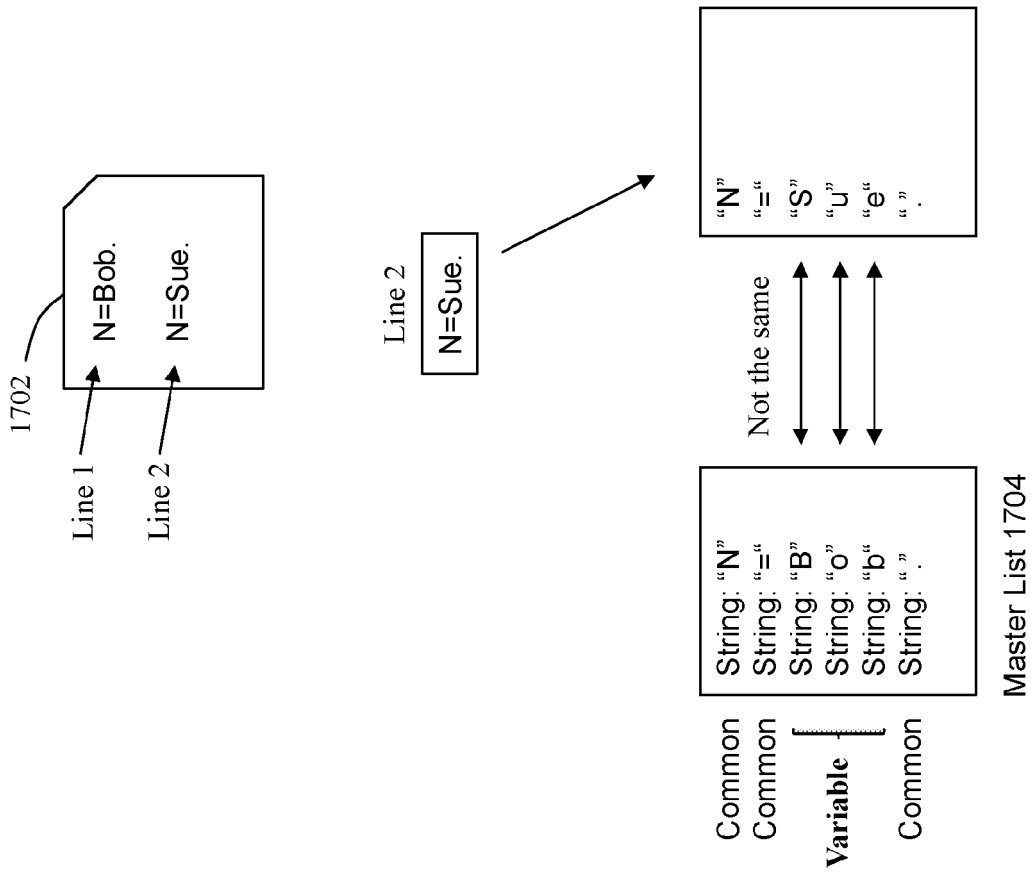 1702
Line 1
N=Bob.
Line 2
N=Sue.
Line 2
N=Sue.
Not the same
Common String: “N”
Common String: “=“
Variable
String: “B”
String: “o”
String: “b“
Common String: “ ”.
“N”
“=“
“S”
“u”
“e“
“ ”.
Master List 1704